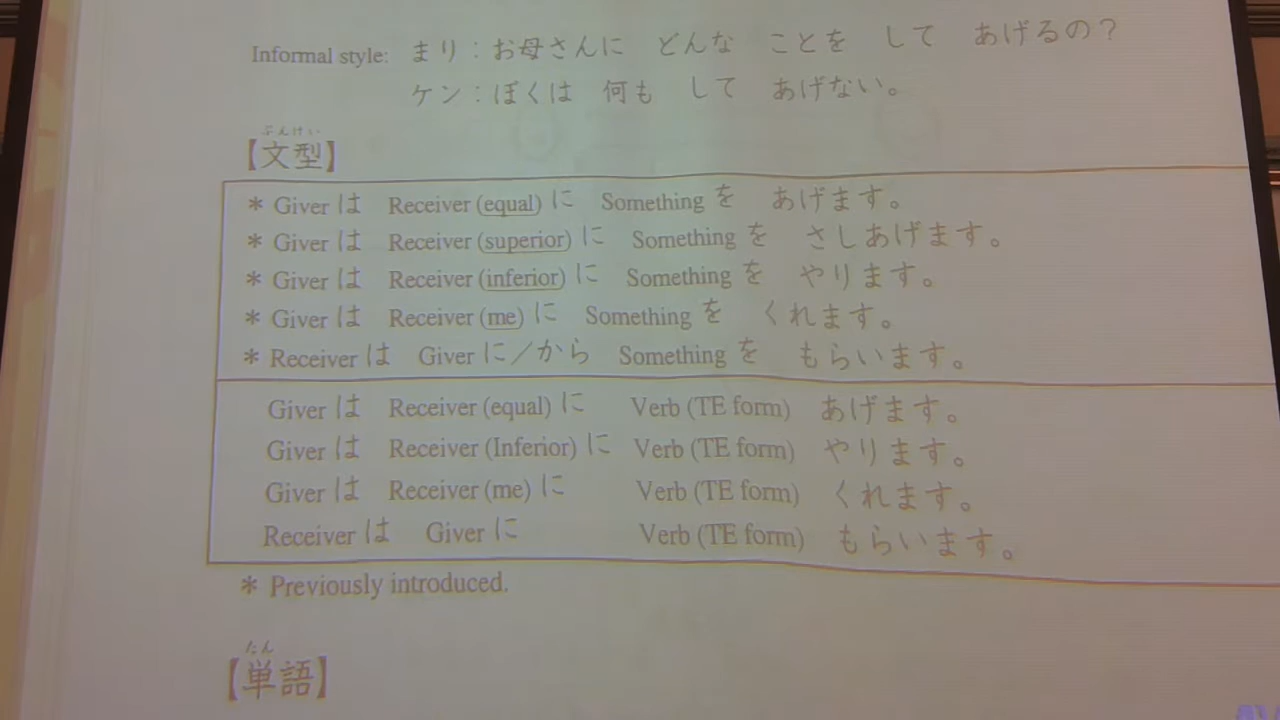 Informal style: まり：お母さんに どんな ことを して あげるの？
ケン：ぼくは 何も して あげない。
ぶんけい
【文型】
＊ Giver は Receiver (equal) に Something を あげます。
＊ Giver は Receiver (superior) に Something を さしあげます。
＊ Giver は Receiver (inferior) に Something を やります。
＊ Giver は Receiver (me) に Something を くれます。
＊ Receiver は Giver に／から Something を もらいます。
Giver は Receiver (equal) に Verb (TE form) あげます。
Giver は Receiver (Inferior) に Verb (TE form) やります。
Giver は Receiver (me) に Verb (TE form) くれます。
Receiver は Giver に Verb (TE form) もらいます。
＊ Previously introduced.
たん
【単語】